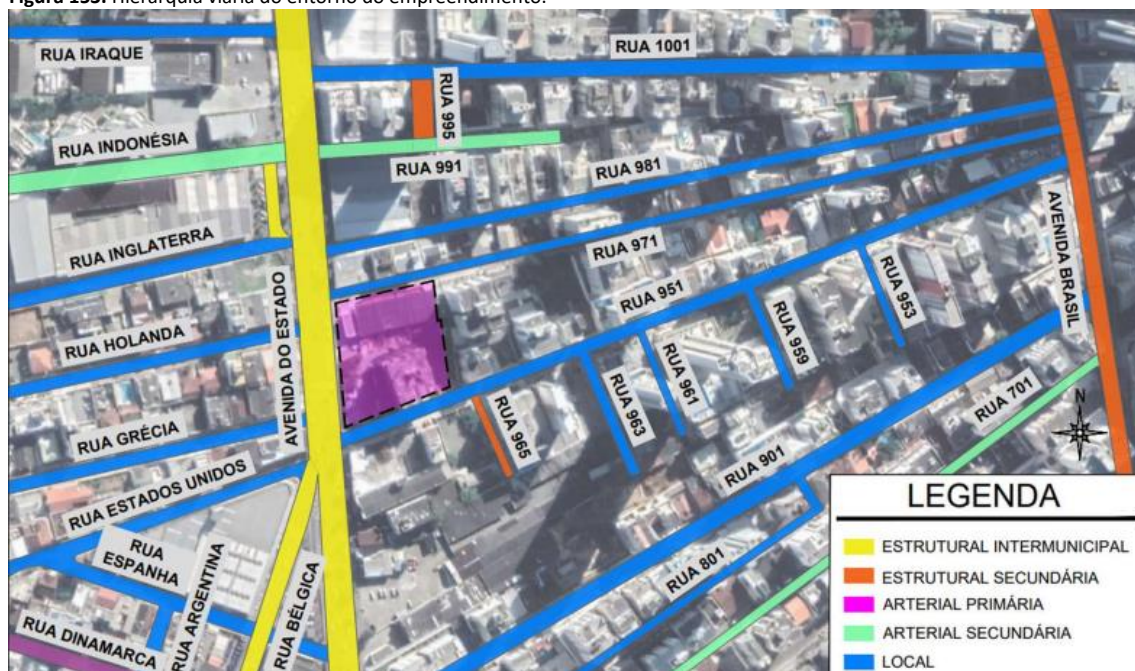 Figura 155. Hierarquia viária do entorno do empreendimento.
RUA IRAQUE
RUA 1001
RUA 995
RUA INDONÉSIA
RUA 991
RUA 981
RUA INGLATERRA
RUA 971
AVENIDA BRASIL
AVENIDA DO ESTADO
RUA 951
RUA 953
RUA HOLANDA
RUA 959
RUA 961
RUA 963
RUA 965
RUA 701
N
RUA GRÉCIA
RUA ESTADOS UNIDOS
RUA 901
RUA
ESPANHA
RUA ARGENTINA
RUA BÉLGICA
RUA 801
RUA DINAMARCA
LEGENDA
ESTRUTURAL INTERMUNICIPAL
ESTRUTURAL SECUNDÁRIA
ARTERIAL PRIMÁRIA
ARTERIAL SECUNDÁRIA
LOCAL